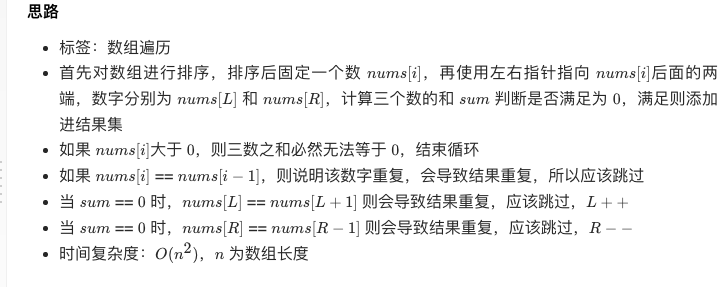 思路
标签：数组遍历
首先对数组进行排序，排序后固定一个数 nums[i]，再使用左右指针指向 nums[i]后面的两
端，数字分别为 nums[L] 和 nums[R]，计算三个数的和 sum 判断是否满足为 0，满足则添加
进结果集
如果 nums[i]大于 0，则三数之和必然无法等于 0，结束循环
如果 nums[i] == nums[i−1]，则说明该数字重复，会导致结果重复，所以应该跳过
当 sum == 0 时，nums[L] == nums[L+1] 则会导致结果重复，应该跳过，L++
当 sum == 0 时，nums[R] == nums[R−1] 则会导致结果重复，应该跳过，R−−
时间复杂度：O(n²)，n 为数组长度